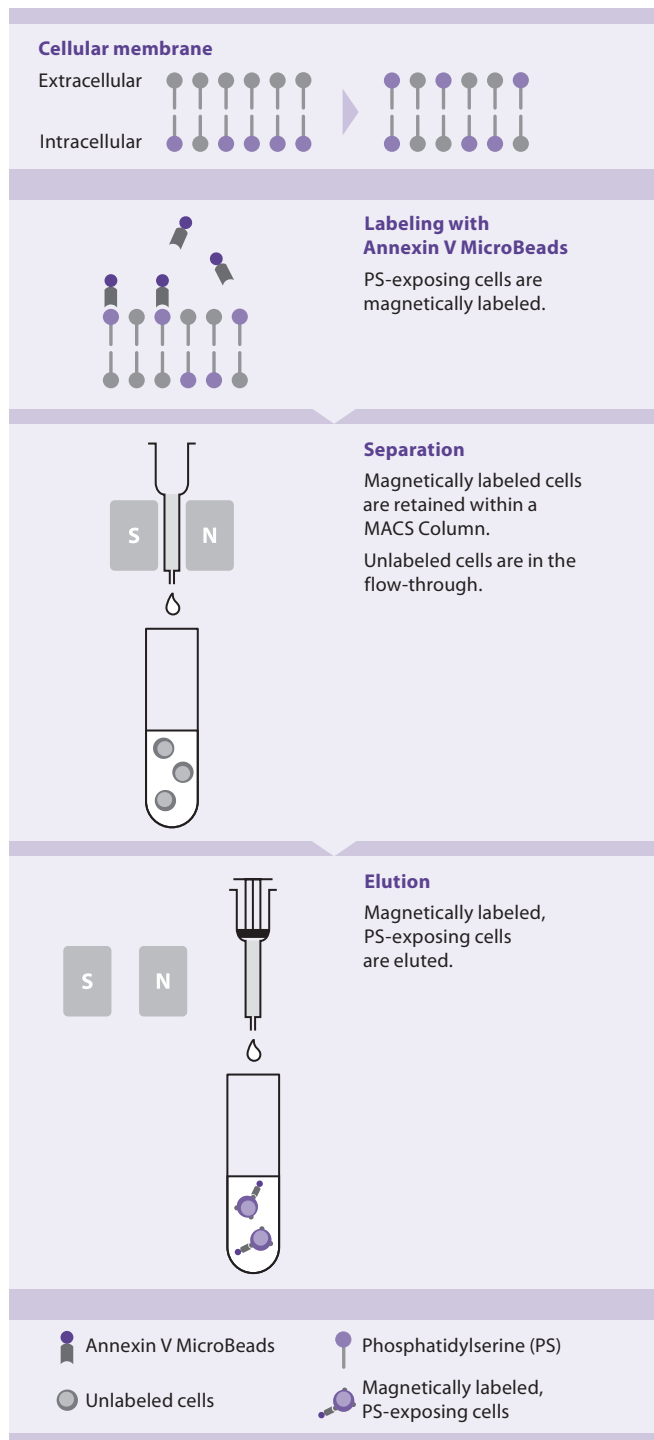 Cellular membrane
Extracellular
Intracellular
Labeling with
Annexin V MicroBeads
PS-exposing cells are
magnetically labeled.
Separation
Magnetically labeled cells
are retained within a
MACS Column.
Unlabeled cells are in the
flow-through.
S N
Elution
Magnetically labeled,
PS-exposing cells
are eluted.
S N
Annexin V MicroBeads
Phosphatidylserine (PS)
Unlabeled cells
Magnetically labeled,
PS-exposing cells